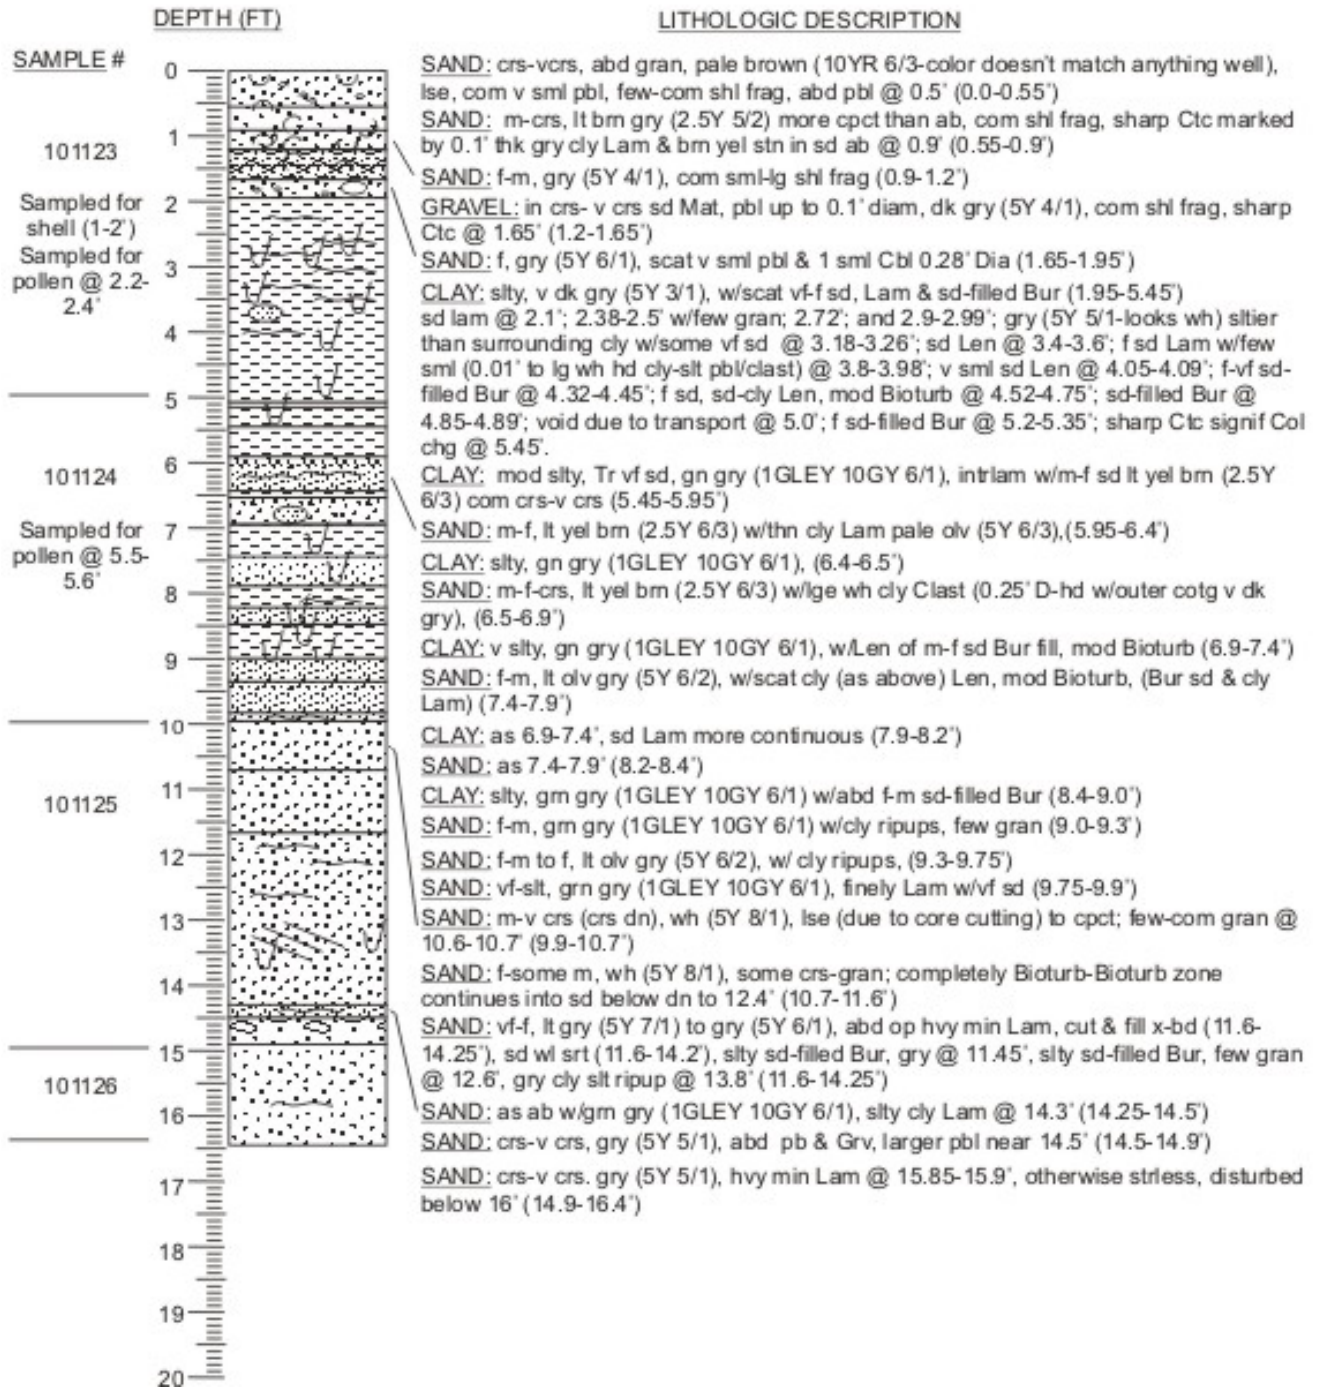 DEPTH (FT)
LITHOLOGIC DESCRIPTION
SAMPLE #
101123
Sampled for
shell (1-2')
Sampled for
pollen @ 2.2-
2.4'
101124
Sampled for
pollen @ 5.5-
5.6'
101125
101126
0
1
2
3
4
5
6
7
8
9
10
11
12
13
14
15
16
17
18
19
20
SAND: crs-vcrs, abd gran, pale brown (10YR 6/3-color doesn't match anything well),
lse, com v sml pbl, few-com shl frag, abd pbl @ 0.5' (0.0-0.55')
SAND: m-crs, lt brn gry (2.5Y 5/2) more cpct than ab, com shl frag, sharp Ctc marked
by 0.1' thk gry cly Lam & brn yel stn in sd ab @ 0.9' (0.55-0.9')
SAND: f-m, gry (5Y 4/1), com sml-lg shl frag (0.9-1.2')
GRAVEL: in crs- v crs sd Mat, pbl up to 0.1' diam, dk gry (5Y 4/1), com shl frag, sharp
Ctc @ 1.65' (1.2-1.65')
SAND: f, gry (5Y 6/1), scat v sml pbl & 1 sml Cbl 0.28' Dia (1.65-1.95')
CLAY: slty, v dk gry (5Y 3/1), w/scat vf-f sd, Lam & sd-filled Bur (1.95-5.45')
sd lam @ 2.1'; 2.38-2.5' w/few gran; 2.72'; and 2.9-2.99'; gry (5Y 5/1-looks wh) sltier
than surrounding cly w/some vf sd @ 3.18-3.26'; sd Len @ 3.4-3.6'; f sd Lam w/few
sml (0.01' to lg wh hd cly-slt pbl/clast) @ 3.8-3.98'; v sml sd Len @ 4.05-4.09'; f-vf sd-
filled Bur @ 4.32-4.45'; f sd, sd-cly Len, mod Bioturb @ 4.52-4.75'; sd-filled Bur @
4.85-4.89'; void due to transport @ 5.0'; f sd-filled Bur @ 5.2-5.35'; sharp Ctc signif Col
chg @ 5.45'.
CLAY: mod slty, Tr vf sd, gn gry (1GLEY 10GY 6/1), intrlam w/m-f sd lt yel brn (2.5Y
6/3) com crs-v crs (5.45-5.95')
SAND: m-f, lt yel brn (2.5Y 6/3) w/thn cly Lam pale olv (5Y 6/3),(5.95-6.4')
CLAY: slty, gn gry (1GLEY 10GY 6/1), (6.4-6.5')
SAND: m-f-crs, lt yel brn (2.5Y 6/3) w/lge wh cly Clast (0.25' D-hd w/outer cotg v dk
gry), (6.5-6.9')
CLAY: v slty, gn gry (1GLEY 10GY 6/1), w/Len of m-f sd Bur fill, mod Bioturb (6.9-7.4')
SAND: f-m, lt olv gry (5Y 6/2), w/scat cly (as above) Len, mod Bioturb, (Bur sd & cly
Lam) (7.4-7.9')
CLAY: as 6.9-7.4', sd Lam more continuous (7.9-8.2')
SAND: as 7.4-7.9' (8.2-8.4')
CLAY: slty, grn gry (1GLEY 10GY 6/1) w/abd f-m sd-filled Bur (8.4-9.0')
SAND: f-m, grn gry (1GLEY 10GY 6/1) w/cly ripups, few gran (9.0-9.3')
SAND: f-m to f, lt olv gry (5Y 6/2), w/ cly ripups, (9.3-9.75')
SAND: vf-slt, grn gry (1GLEY 10GY 6/1), finely Lam w/vf sd (9.75-9.9')
SAND: m-v crs (crs dn), wh (5Y 8/1), lse (due to core cutting) to cpct; few-com gran @
10.6-10.7' (9.9-10.7')
SAND: f-some m, wh (5Y 8/1), some crs-gran; completely Bioturb-Bioturb zone
continues into sd below dn to 12.4' (10.7-11.6')
SAND: vf-f, lt gry (5Y 7/1) to gry (5Y 6/1), abd op hvy min Lam, cut & fill x-bd (11.6-
14.25'), sd wl srt (11.6-14.2'), slty sd-filled Bur, gry @ 11.45', slty sd-filled Bur, few gran
@ 12.6', gry cly slt ripup @ 13.8' (11.6-14.25')
SAND: as ab w/grn gry (1GLEY 10GY 6/1), slty cly Lam @ 14.3' (14.25-14.5')
SAND: crs-v crs, gry (5Y 5/1), abd pb & Grv, larger pbl near 14.5' (14.5-14.9')
SAND: crs-v crs. gry (5Y 5/1), hvy min Lam @ 15.85-15.9', otherwise strless, disturbed
below 16' (14.9-16.4')